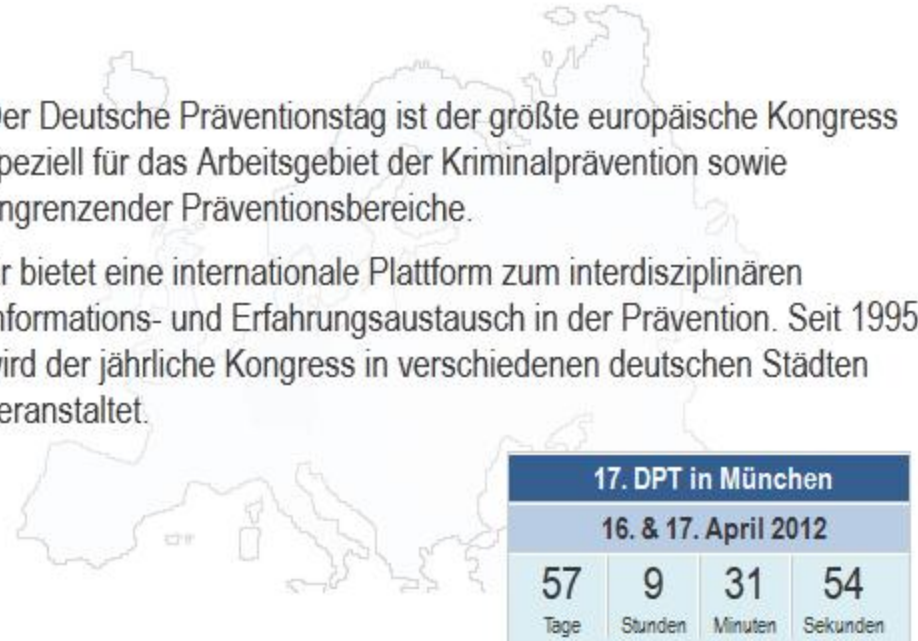 er Deutsche Präventionstag ist der größte europäische Kongress
peziell für das Arbeitsgebiet der Kriminalprävention sowie
ngrenzender Präventionsbereiche.
r bietet eine internationale Plattform zum interdisziplinären
nformations- und Erfahrungsaustausch in der Prävention. Seit 1995
ird der jährliche Kongress in verschiedenen deutschen Städten
eranstaltet.
17. DPT in München
16. & 17. April 2012
57 9 31 54
Tage Stunden Minuten Sekunden